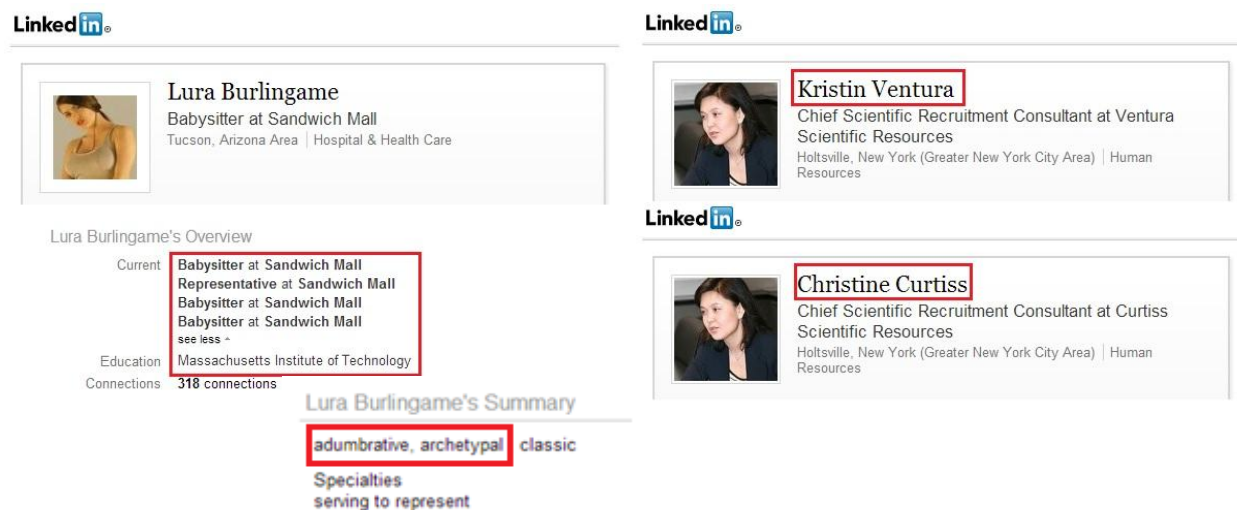 Linked in ®
Lura Burlingame
Babysitter at Sandwich Mall
Tucson, Arizona Area | Hospital & Health Care
Lura Burlingame's Overview
Current Babysitter at Sandwich Mall
Representative at Sandwich Mall
Babysitter at Sandwich Mall
Babysitter at Sandwich Mall
see less
Education Massachusetts Institute of Technology
Connections 318 connections
Lura Burlingame's Summary
adumbrative, archetypal classic
Specialties
serving to represent
Linked in ®
Kristin Ventura
Chief Scientific Recruitment Consultant at Ventura
Scientific Resources
Holtsville, New York (Greater New York City Area) | Human
Resources
Linked in ®
Christine Curtiss
Chief Scientific Recruitment Consultant at Curtiss
Scientific Resources
Holtsville, New York (Greater New York City Area) | Human
Resources